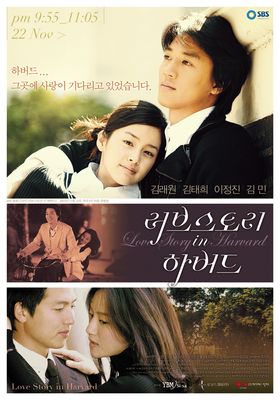 pm 9:55_11:05
22 Nov >
SBS
하버드...
그곳에 사랑이 기다리고 있었습니다.
김래원 김태희 이정진 김 민
러브스토리
Love Story in Harvard
하버드
Love Story in Harvard
YBM